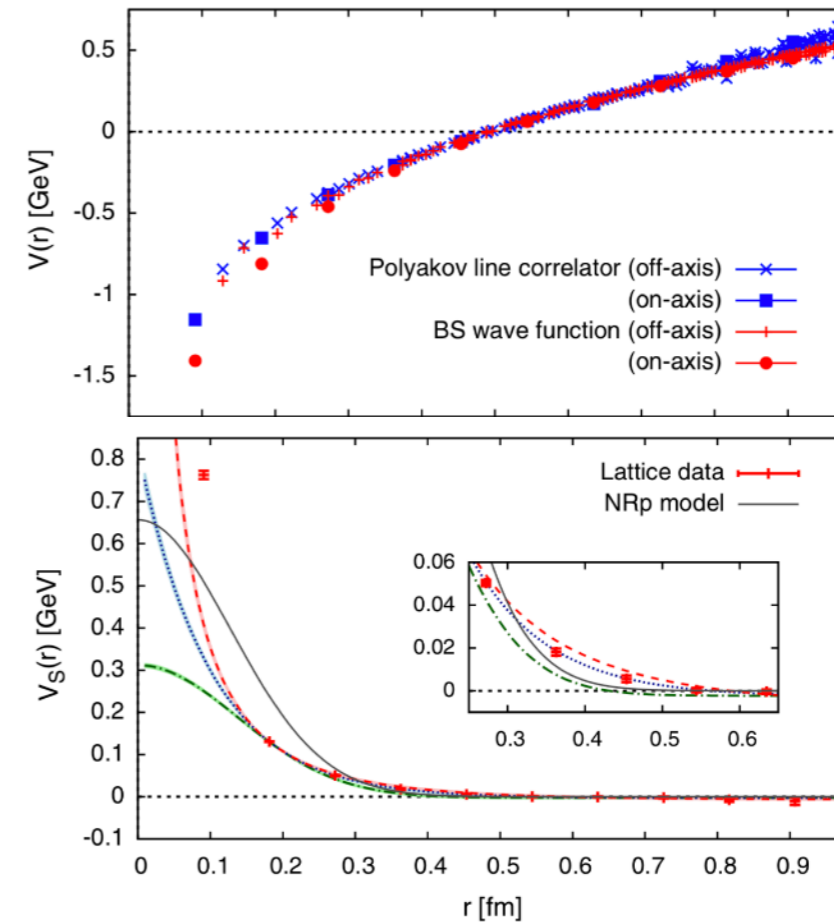 0.5
0
-0.5
-1
-1.5
V(r) [GeV]
Polyakov line correlator (off-axis)
(on-axis)
BS wave function (off-axis)
(on-axis)
0.8
0.7
0.6
0.5
0.4
0.3
0.2
0.1
0
-0.1
V_S(r) [GeV]
Lattice data
NRp model
0.06
0.04
0.02
0
0.3 0.4 0.5 0.6
0 0.1 0.2 0.3 0.4 0.5 0.6 0.7 0.8 0.9
r [fm]